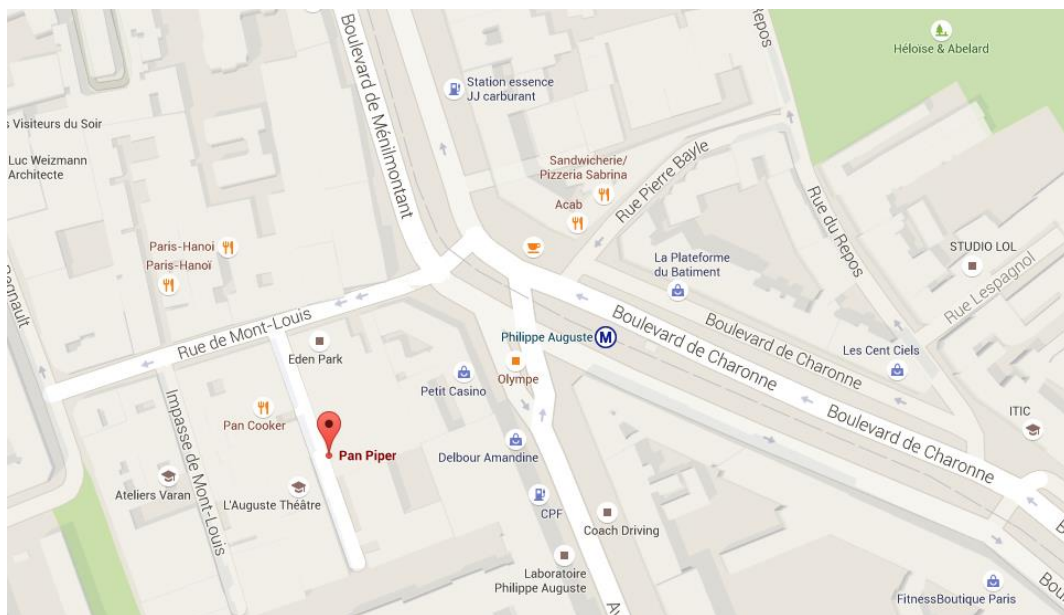 Boulevard de Ménilmontant
Repos
Héloïse & Abelard
Station essence
JJ carburant
s Visiteurs du Soir
Luc Weizmann
Architecte
Sandwicherie/
Pizzeria Sabrina
Rue Pierre Bayle
Acab
Rue du Repos
Paris-Hanoi
Paris-Hanoï
STUDIO LOL
La Plateforme
du Batiment
Rue Lespagnol
Regnault
Rue de Mont-Louis
Eden Park
Philippe Auguste
M
Boulevard de Charonne
Boulevard de Charonne
Les Cent Ciels
Olympe
Petit Casino
Boulevard de Charonne
ITIC
Pan Cooker
Impasse de Mont-Louis
Pan Piper
Delbour Amandine
Ateliers Varan
L'Auguste Théâtre
CPF
Coach Driving
Laboratoire
Philippe Auguste
FitnessBoutique Paris